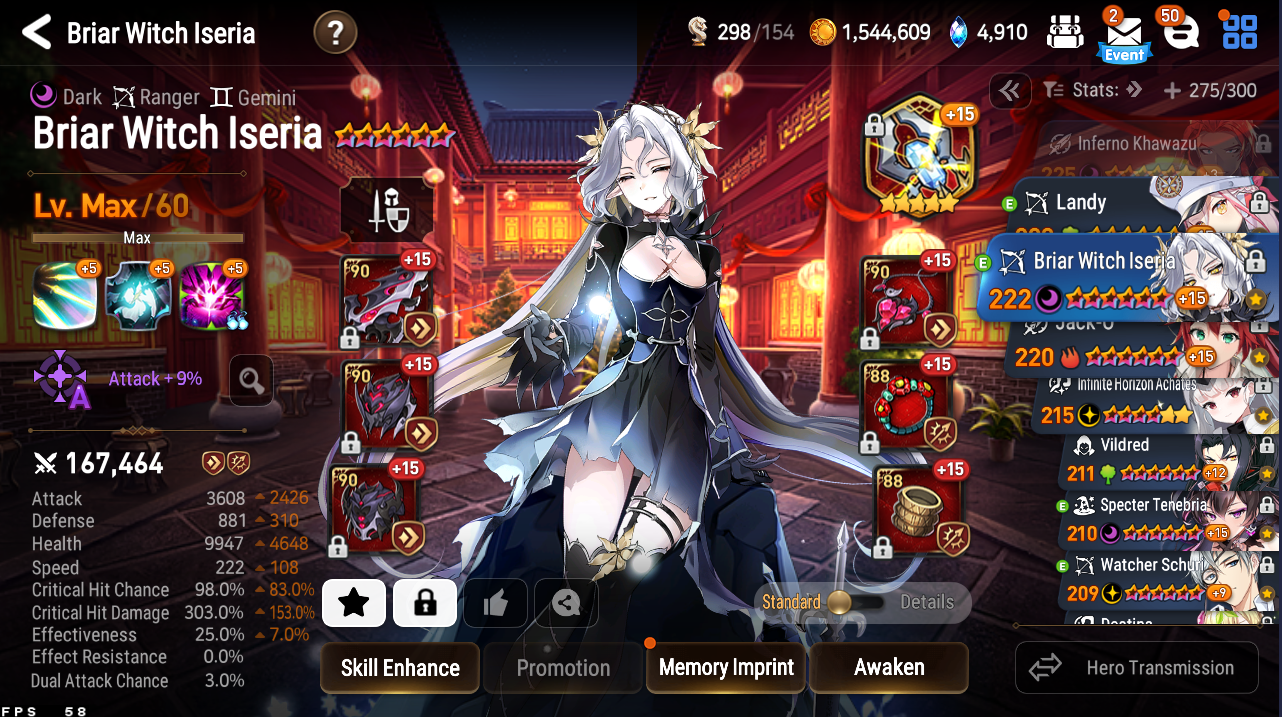 Briar Witch Iseria
?
298/154
1,544,609
4,910
2
Event
50
Dark Ranger Gemini
Briar Witch Iseria
Lv. Max/60
Max
+5 +5 +5
Attack + 9%
A
167,464
Attack 3608 2426
Defense 881 310
Health 9947 4648
Speed 222 108
Critical Hit Chance 98.0% 83.0%
Critical Hit Damage 303.0% 153.0%
Effectiveness 25.0% 7.0%
Effect Resistance 0.0%
Dual Attack Chance 3.0%
FPS 58
90 +15
90 +15
90 +15
+15
90 +15
88 +15
88 +15
Standard
Details
Skill Enhance
Promotion
Memory Imprint
Awaken
Stats:
275/300
Inferno Khawazu
225
E Landy
E Briar Witch Iseria
222 +15
Jack-O
220 +15
Infinite Horizon Achates
215
Vildred
211 +12
E Specter Tenebria
210 +15
E Watcher Schuri
209 +9
Hero Transmission